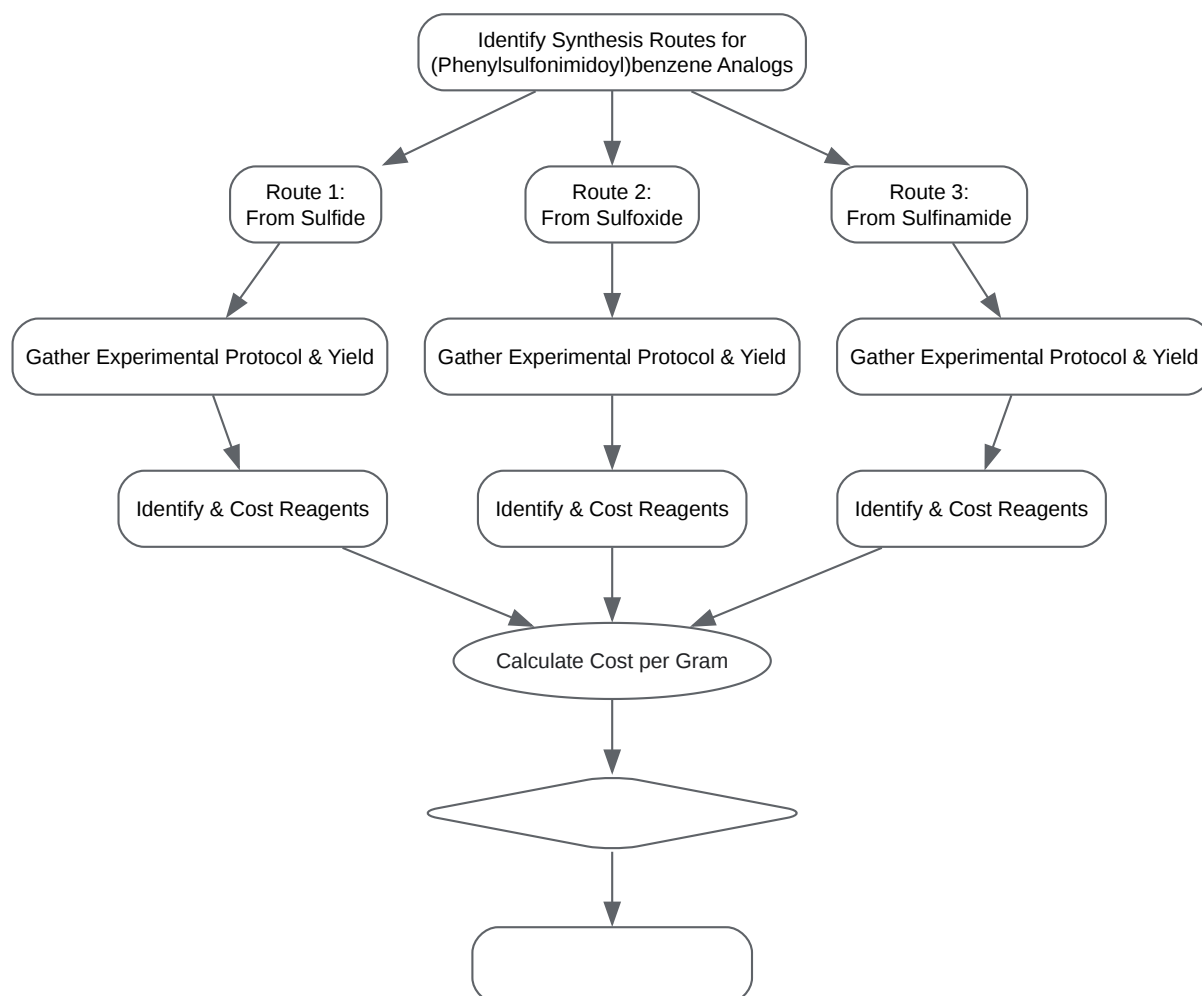 Identify Synthesis Routes for
(Phenylsulfonimidoyl)benzene Analogs
Route 1:
From Sulfide
Route 2:
From Sulfoxide
Route 3:
From Sulfinamide
Gather Experimental Protocol & Yield
Gather Experimental Protocol & Yield
Gather Experimental Protocol & Yield
Identify & Cost Reagents
Identify & Cost Reagents
Identify & Cost Reagents
Calculate Cost per Gram